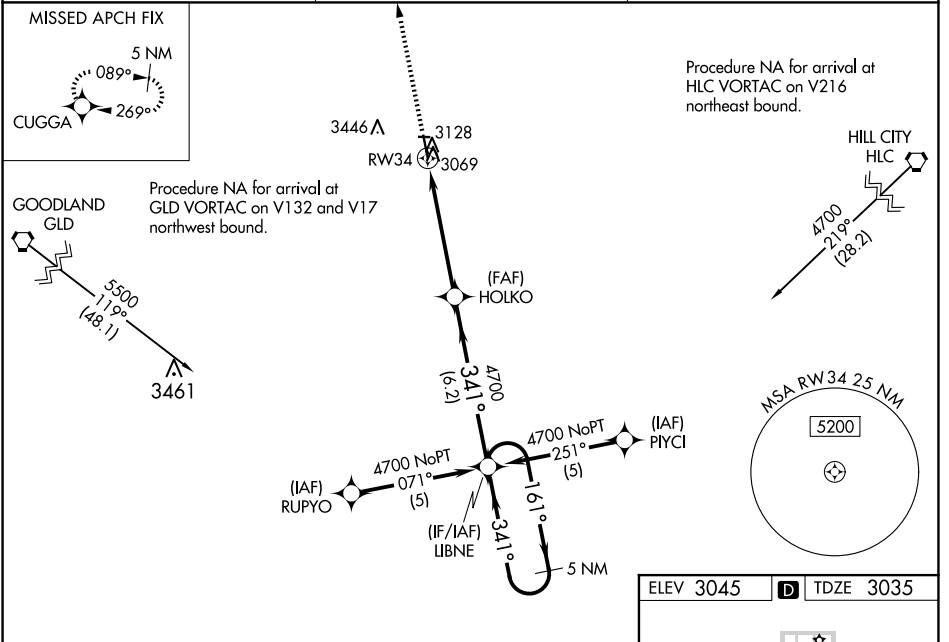 MISSED APCH FIX
5 NM
089°
269°
CUGGA
3446
3128
RW34
3069
Procedure NA for arrival at
HLC VORTAC on V216
northeast bound.
HILL CITY
HLC
4700
219°
(28.2)
GOODLAND
GLD
Procedure NA for arrival at
GLD VORTAC on V132 and V17
northwest bound.
5500
119°
(48.1)
3461
(FAF)
HOLKO
4700
341°
(6.2)
(IAF)
PIYCI
4700 NoPT
251°
(5)
4700 NoPT
071°
(5)
(IAF)
RUPYO
(IF/IAF)
LIBNE
341°
161°
5 NM
MSA RW34 25 NM
5200
ELEV 3045
D
TDZE 3035